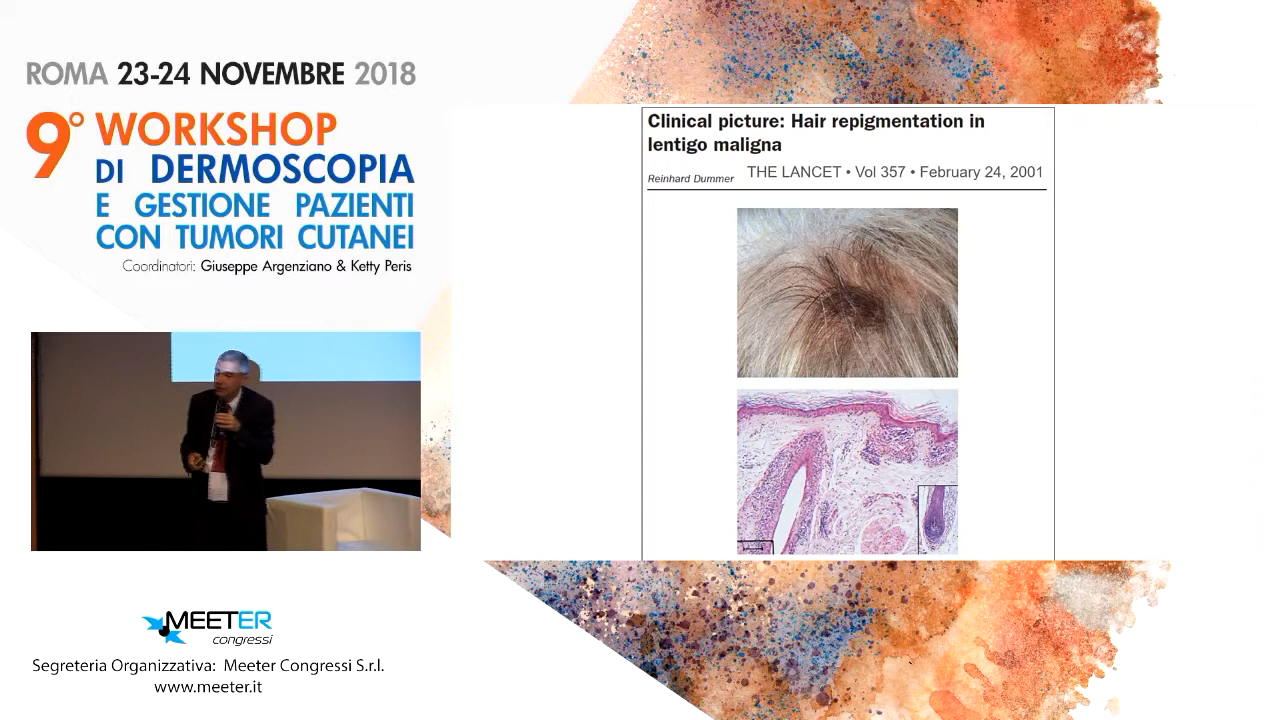 ROMA 23-24 NOVEMBRE 2018
9° WORKSHOP
DI DERMOSCOPIA
E GESTIONE PAZIENTI
CON TUMORI CUTANEI
Coordinatori: Giuseppe Argenziano & Ketty Peris
Clinical picture: Hair repigmentation in
lentigo maligna
Reinhard Dummer THE LANCET • Vol 357 • February 24, 2001
MEETER
congressi
Segreteria Organizzativa: Meeter Congressi S.r.l.
www.meeter.it